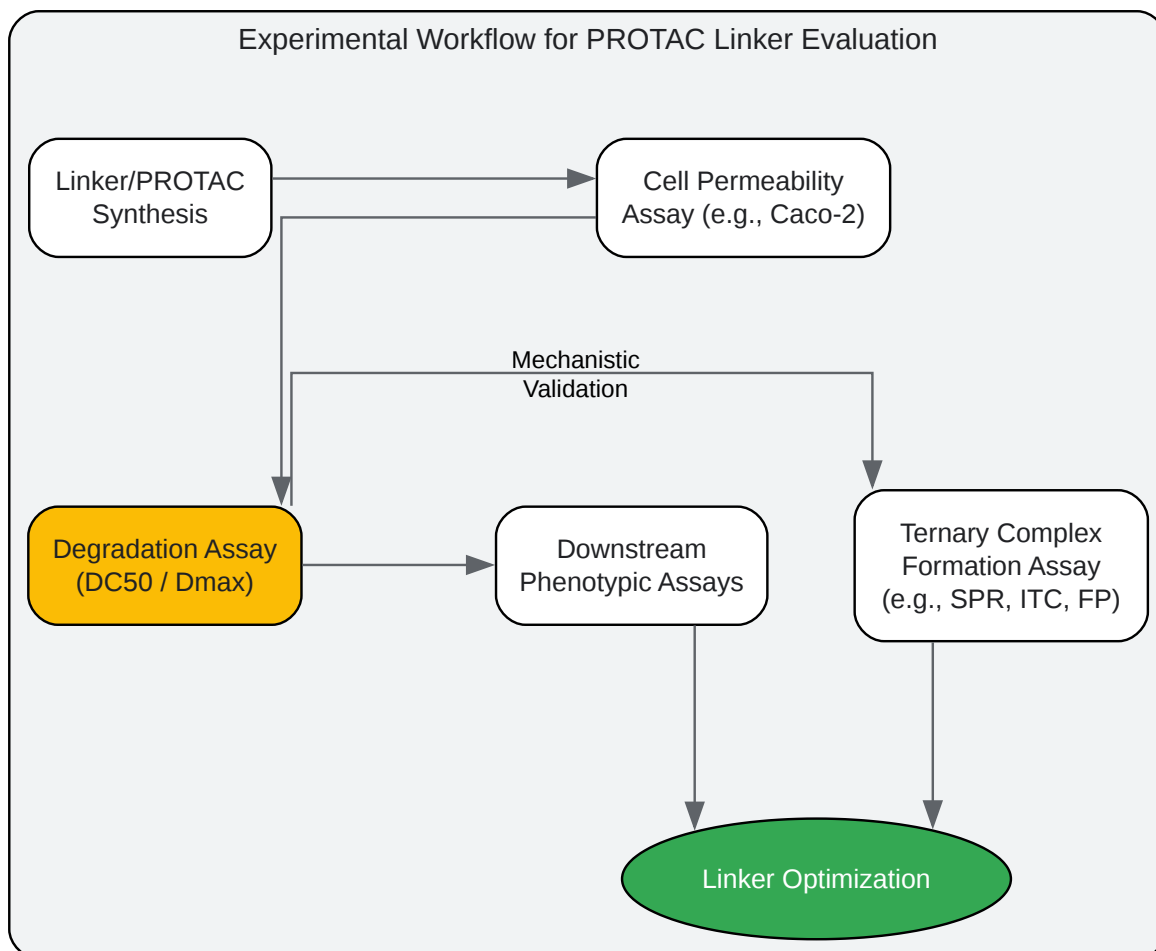 Experimental Workflow for PROTAC Linker Evaluation
Linker/PROTAC
Synthesis
Cell Permeability
Assay (e.g., Caco-2)
Mechanistic
Validation
Degradation Assay
(DC50 / Dmax)
Downstream
Phenotypic Assays
Ternary Complex
Formation Assay
(e.g., SPR, ITC, FP)
Linker Optimization